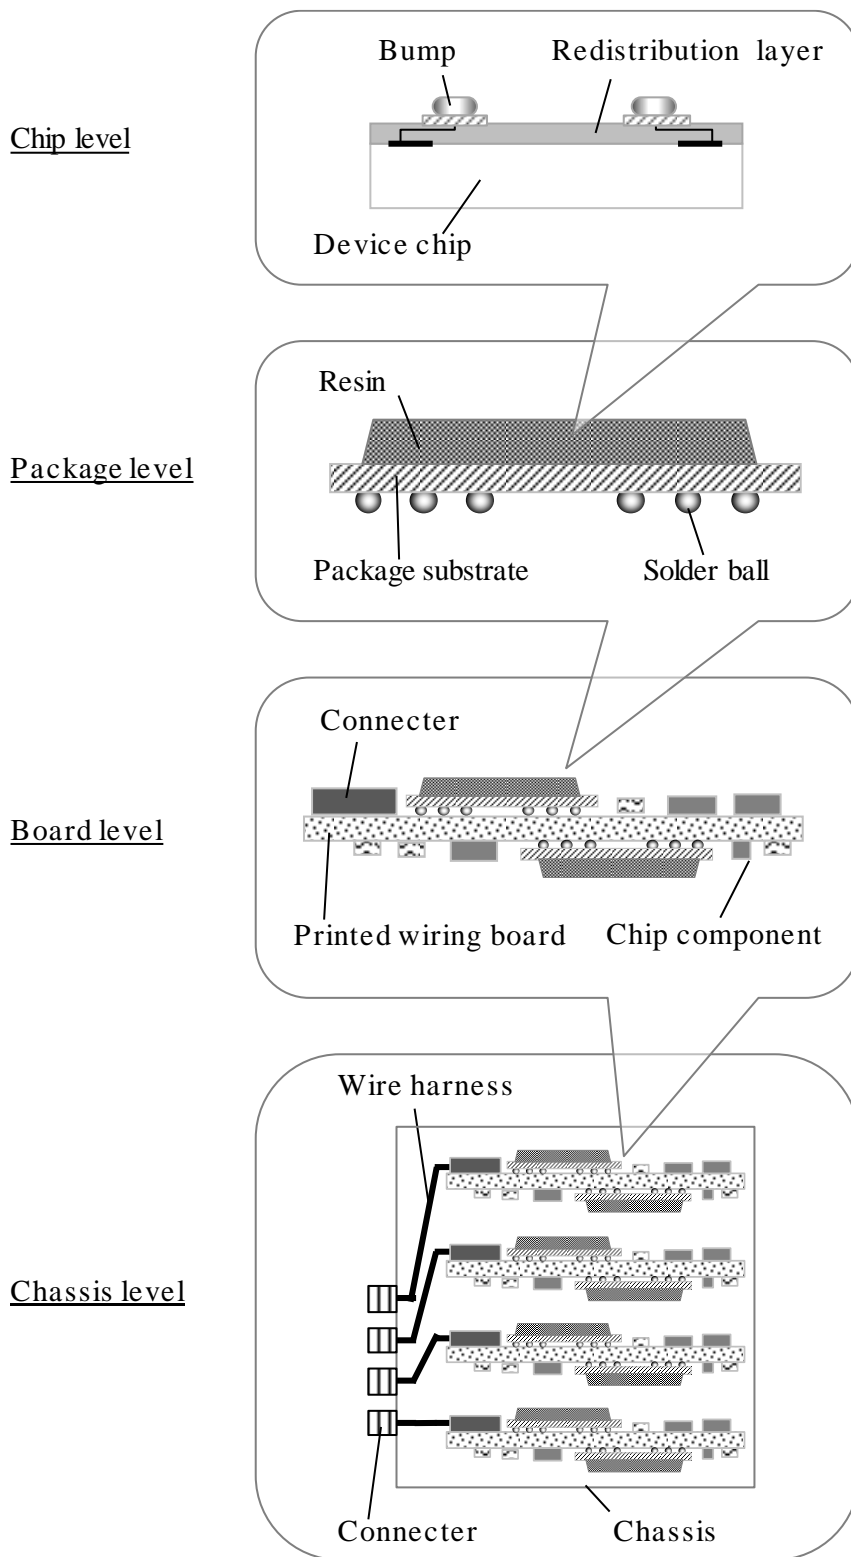 Bump
Redistribution layer
Chip level
Device chip
Resin
Package level
Package substrate
Solder ball
Connecter
Board level
Printed wiring board
Chip component
Wire harness
Chassis level
Connecter
Chassis